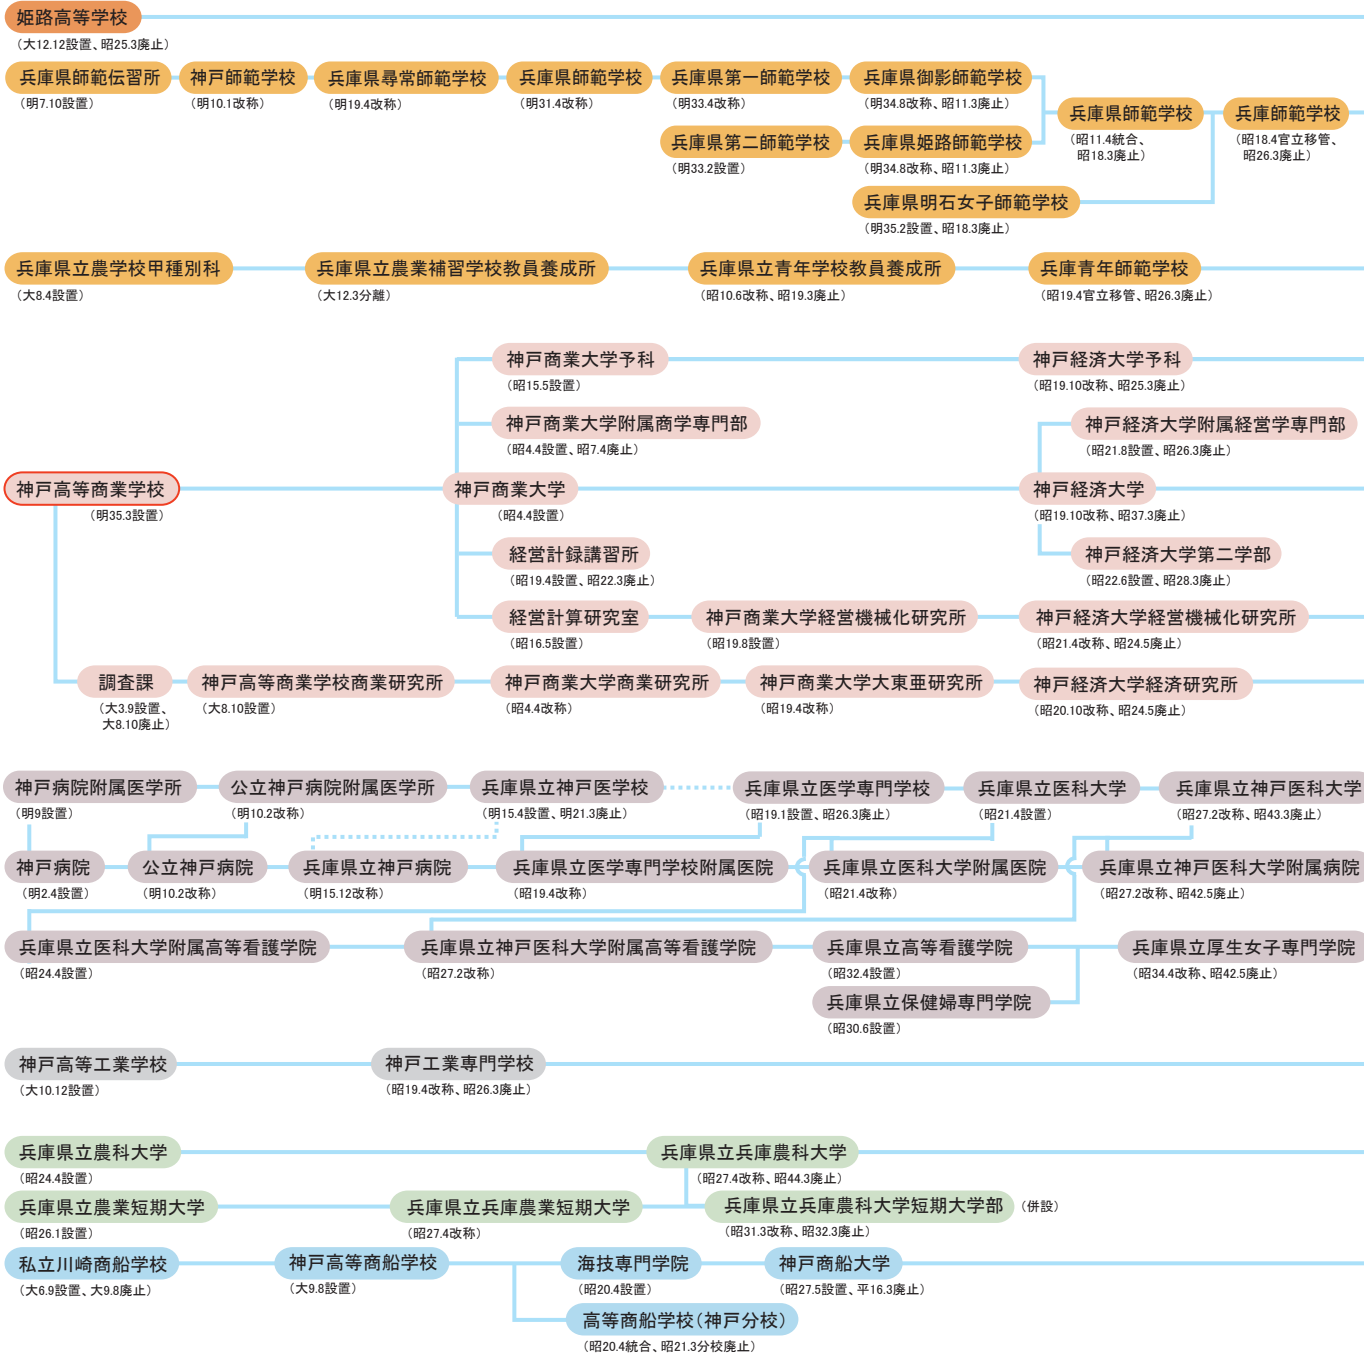 姫路高等学校
（大12.12設置、昭25.3廃止）
兵庫県師範伝習所
（明7.10設置）
神戸師範学校
（明10.1改称）
兵庫県尋常師範学校
（明19.4改称）
兵庫県師範学校
（明31.4改称）
兵庫県第一師範学校
（明33.4改称）
兵庫県御影師範学校
（明34.8改称、昭11.3廃止）
兵庫県第二師範学校
（明33.2設置）
兵庫県姫路師範学校
（明34.8改称、昭11.3廃止）
兵庫県師範学校
（昭11.4統合、
昭18.3廃止）
兵庫師範学校
（昭18.4官立移管、
昭26.3廃止）
兵庫県明石女子師範学校
（明35.2設置、昭18.3廃止）
兵庫県立農学校甲種別科
（大8.4設置）
兵庫県立農業補習学校教員養成所
（大12.3分離）
兵庫県立青年学校教員養成所
（昭10.6改称、昭19.3廃止）
兵庫青年師範学校
（昭19.4官立移管、昭26.3廃止）
神戸商業大学予科
（昭15.5設置）
神戸経済大学予科
（昭19.10改称、昭25.3廃止）
神戸商業大学附属商学専門部
（昭4.4設置、昭7.4廃止）
神戸経済大学附属経営学専門部
（昭21.8設置、昭26.3廃止）
神戸高等商業学校
（明35.3設置）
神戸商業大学
（昭4.4設置）
神戸経済大学
（昭19.10改称、昭37.3廃止）
経営計録講習所
（昭19.4設置、昭22.3廃止）
神戸経済大学第二学部
（昭22.6設置、昭28.3廃止）
経営計算研究室
（昭16.5設置）
神戸商業大学経営機械化研究所
（昭19.8設置）
神戸経済大学経営機械化研究所
（昭21.4改称、昭24.5廃止）
調査課
（大3.9設置、
大8.10廃止）
神戸高等商業学校商業研究所
（大8.10設置）
神戸商業大学商業研究所
（昭4.4改称）
神戸商業大学大東亜研究所
（昭19.4改称）
神戸経済大学経済研究所
（昭20.10改称、昭24.5廃止）
神戸病院附属医学所
（明9設置）
公立神戸病院附属医学所
（明10.2改称）
兵庫県立神戸医学校
（明15.4設置、明21.3廃止）
兵庫県立医学専門学校
（昭19.1設置、昭26.3廃止）
兵庫県立医科大学
（昭21.4設置）
兵庫県立神戸医科大学
（昭27.2改称、昭43.3廃止）
神戸病院
（明2.4設置）
公立神戸病院
（明10.2改称）
兵庫県立神戸病院
（明15.12改称）
兵庫県立医学専門学校附属医院
（昭19.4改称）
兵庫県立医科大学附属医院
（昭21.4改称）
兵庫県立神戸医科大学附属病院
（昭27.2改称、昭42.5廃止）
兵庫県立医科大学附属高等看護学院
（昭24.4設置）
兵庫県立神戸医科大学附属高等看護学院
（昭27.2改称）
兵庫県立高等看護学院
（昭32.4設置）
兵庫県立厚生女子専門学院
（昭34.4改称、昭42.5廃止）
兵庫県立保健婦専門学院
（昭30.6設置）
神戸高等工業学校
（大10.12設置）
神戸工業専門学校
（昭19.4改称、昭26.3廃止）
兵庫県立農科大学
（昭24.4設置）
兵庫県立兵庫農科大学
（昭27.4改称、昭44.3廃止）
兵庫県立農業短期大学
（昭26.1設置）
兵庫県立兵庫農業短期大学
（昭27.4改称）
兵庫県立兵庫農科大学短期大学部
（併設）
（昭31.3改称、昭32.3廃止）
私立川崎商船学校
（大6.9設置、大9.8廃止）
神戸高等商船学校
（大9.8設置）
海技専門学院
（昭20.4設置）
神戸商船大学
（昭27.5設置、平16.3廃止）
高等商船学校（神戸分校）
（昭20.4統合、昭21.3分校廃止）